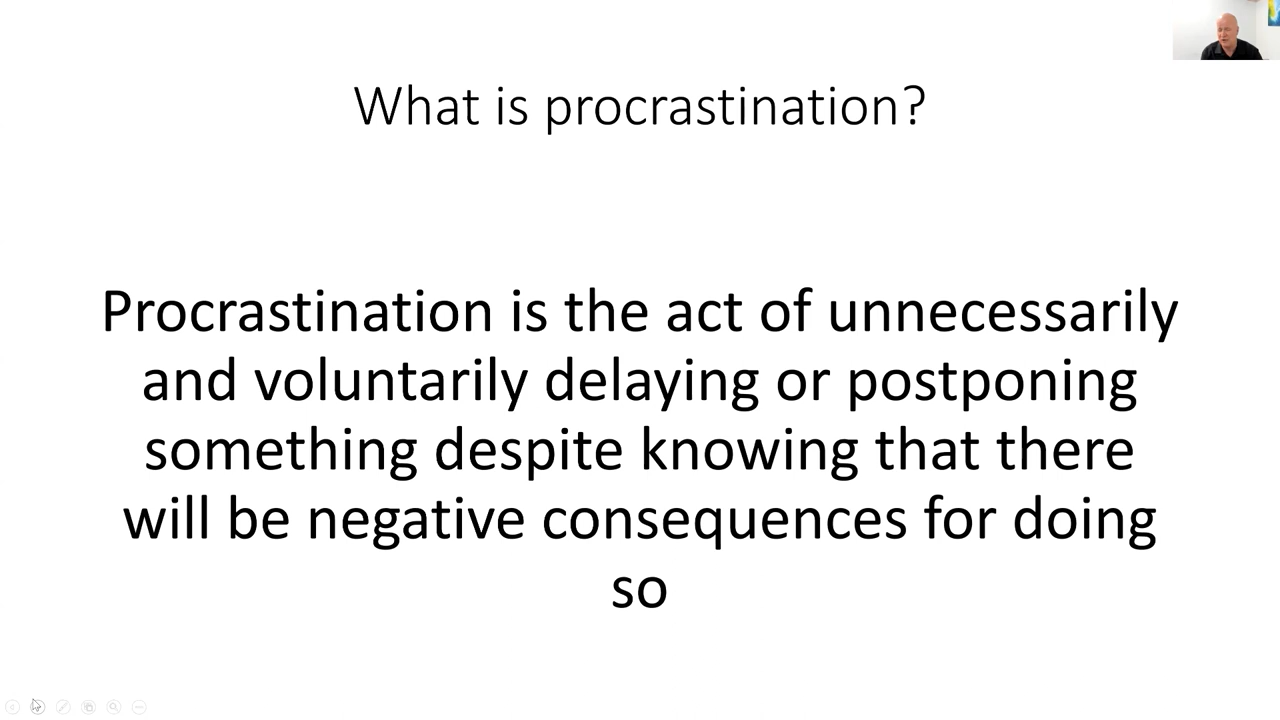 What is procrastination?
Procrastination is the act of unnecessarily
and voluntarily delaying or postponing
something despite knowing that there
will be negative consequences for doing
so